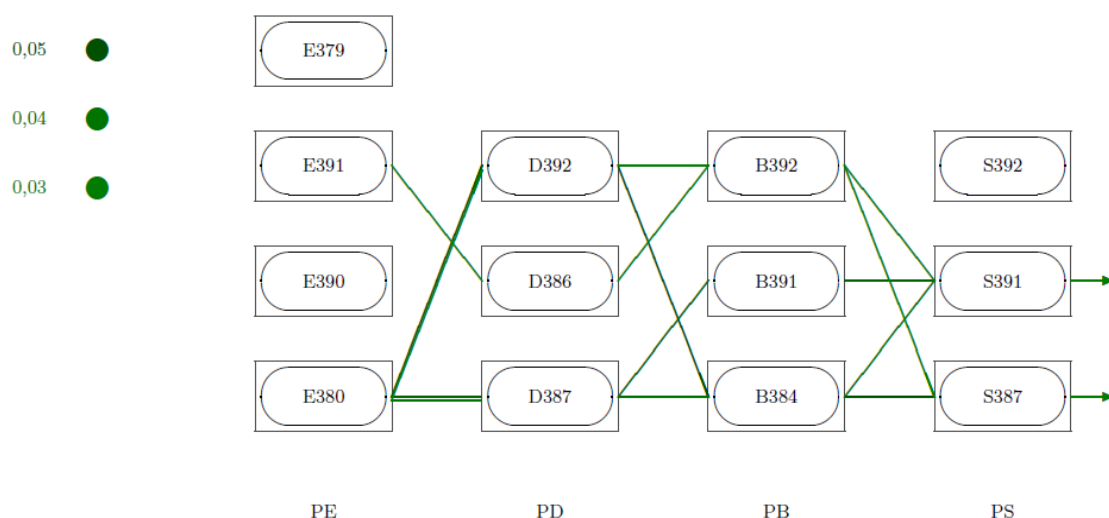 0,05 E379
0,04
E391 D392 B392 S392
0,03
E390 D386 B391 S391
E380 D387 B384 S387
PE PD PB PS